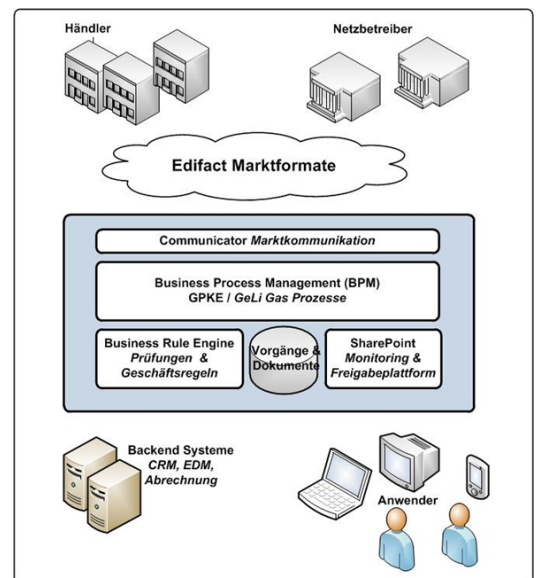 Händler
Netzbetreiber
Edifact Marktformate
Communicator Marktkommunikation
Business Process Management (BPM)
GPKE / GeLi Gas Prozesse
Business Rule Engine
Prüfungen &
Geschäftsregeln
Vorgänge &
Dokumente
SharePoint
Monitoring &
Freigabeplattform
Backend Systeme
CRM, EDM,
Abrechnung
Anwender